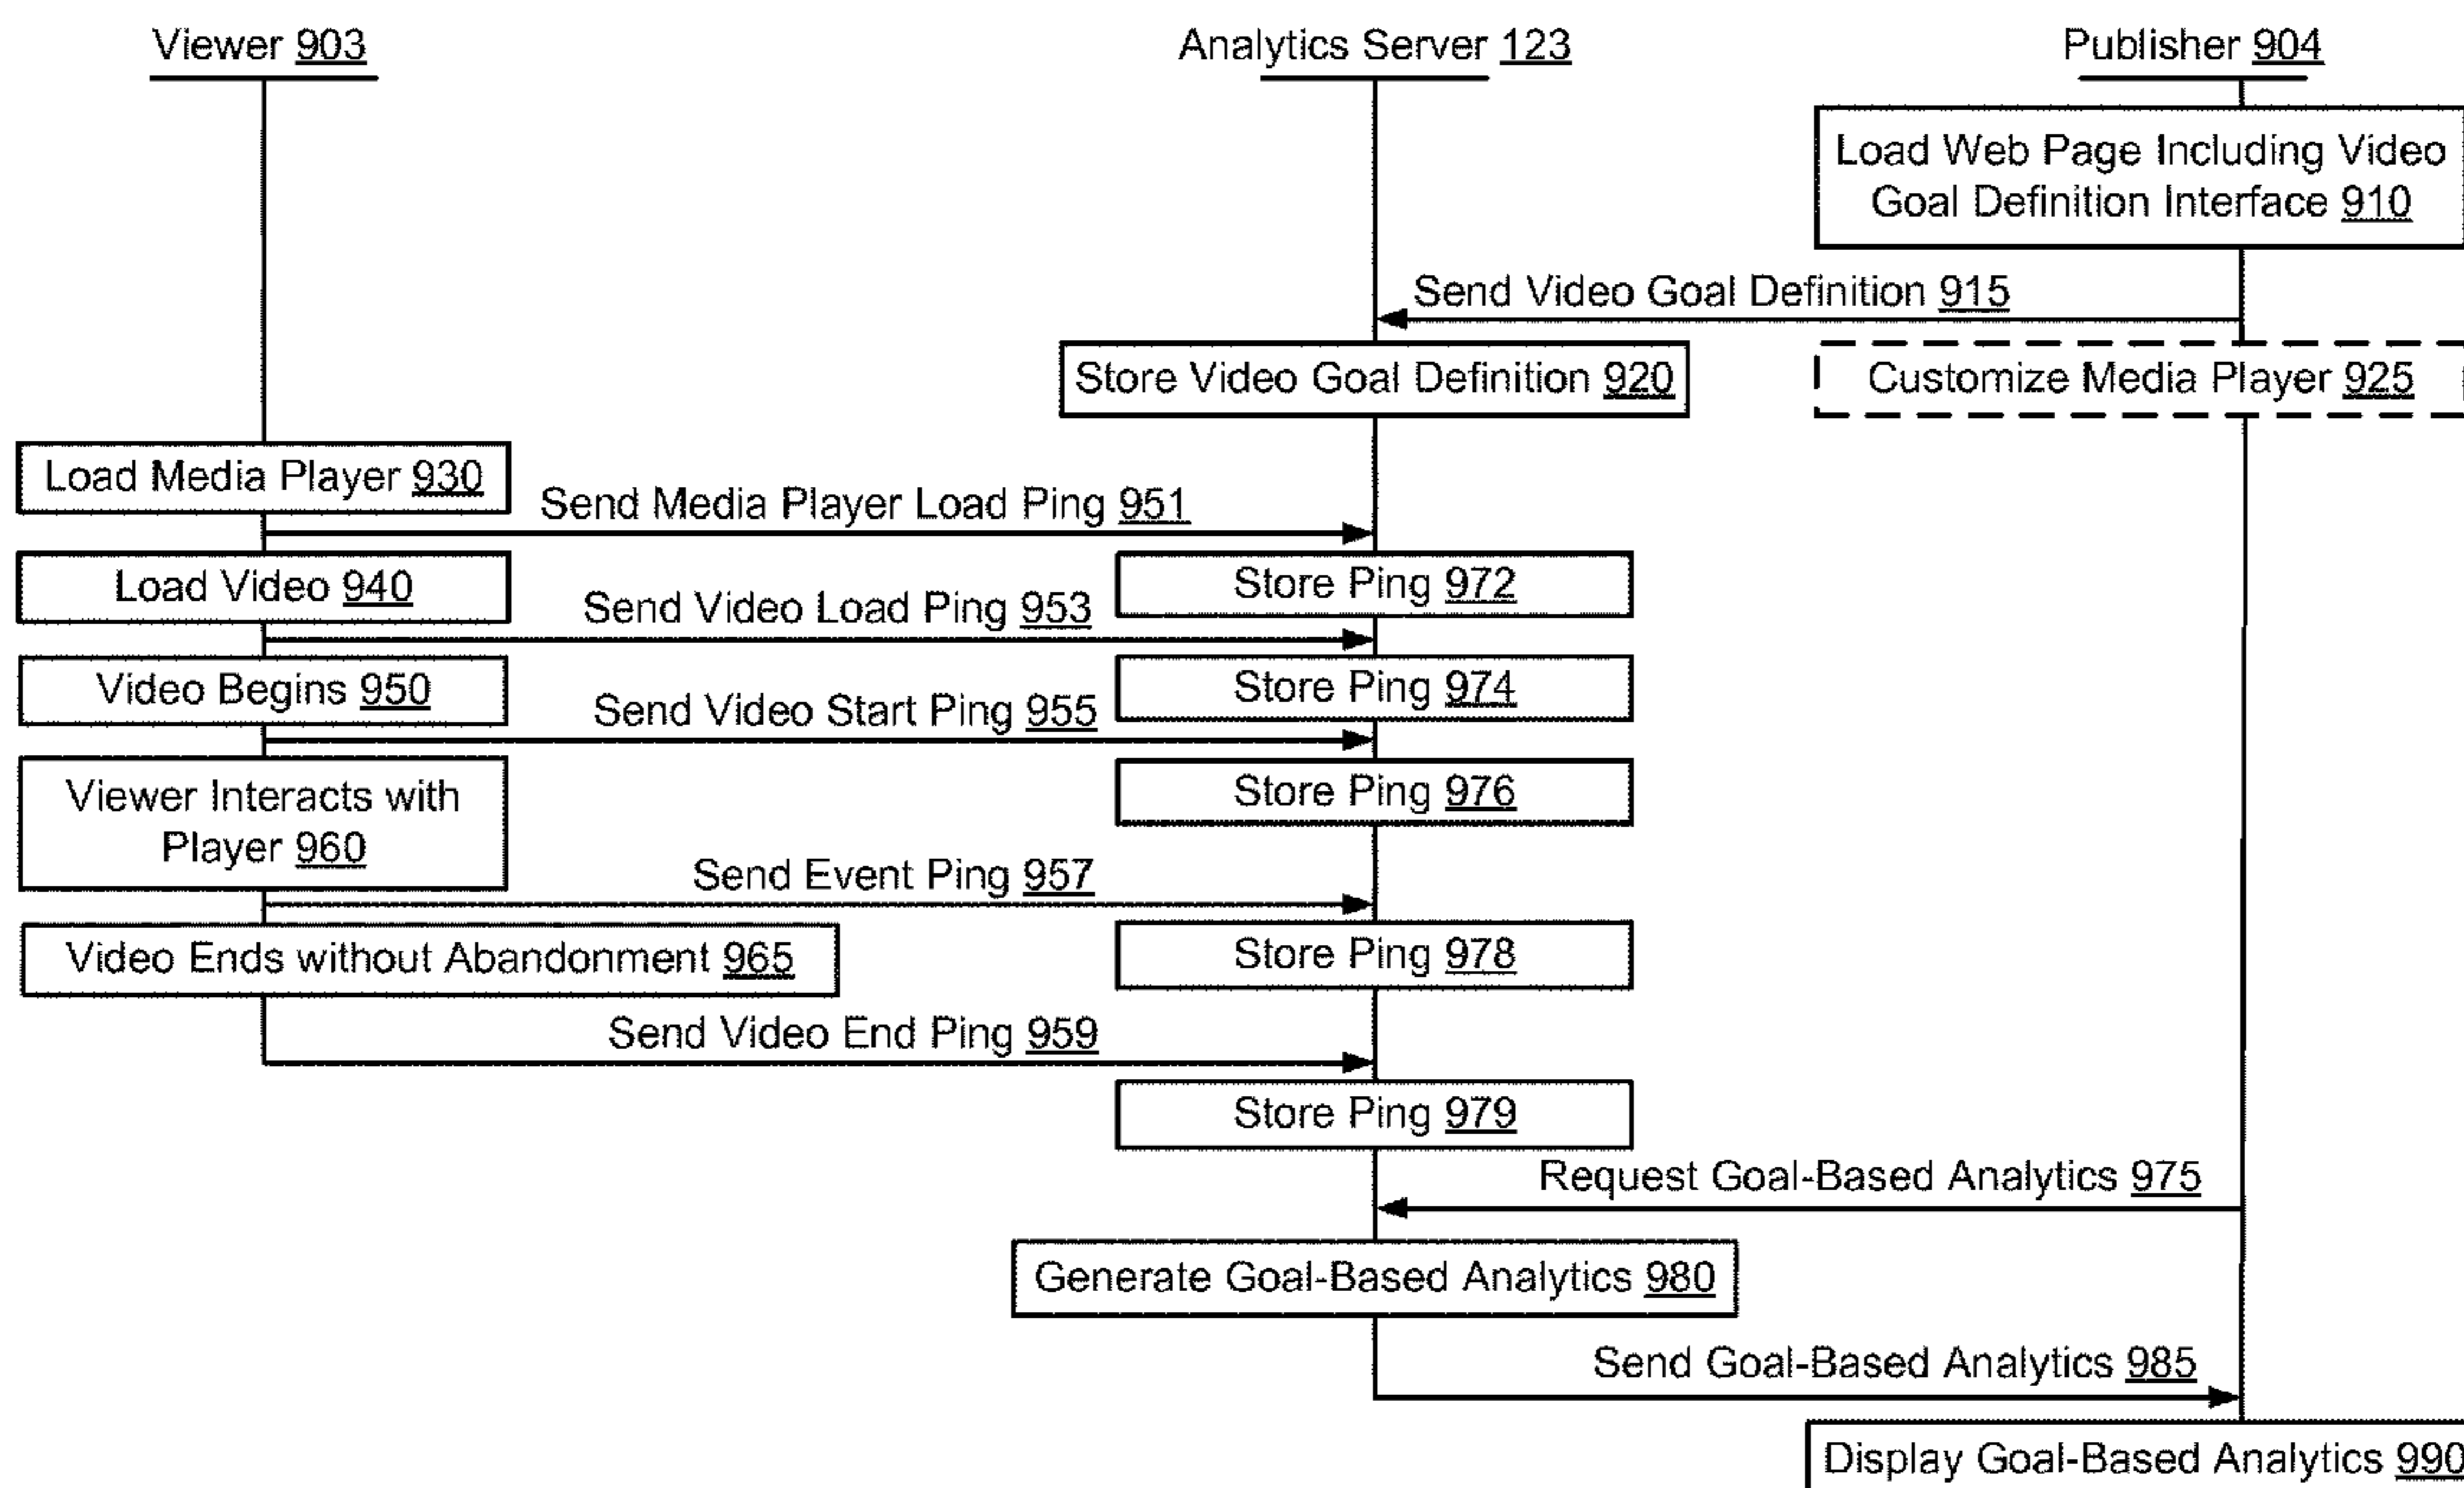 Viewer 903
Analytics Server 123
Publisher 904
Load Web Page Including Video
Goal Definition Interface 910
Send Video Goal Definition 915
Store Video Goal Definition 920
Customize Media Player 925
Load Media Player 930
Send Media Player Load Ping 951
Load Video 940
Store Ping 972
Send Video Load Ping 953
Video Begins 950
Store Ping 974
Send Video Start Ping 955
Viewer Interacts with
Player 960
Store Ping 976
Send Event Ping 957
Video Ends without Abandonment 965
Store Ping 978
Send Video End Ping 959
Store Ping 979
Request Goal-Based Analytics 975
Generate Goal-Based Analytics 980
Send Goal-Based Analytics 985
Display Goal-Based Analytics 990